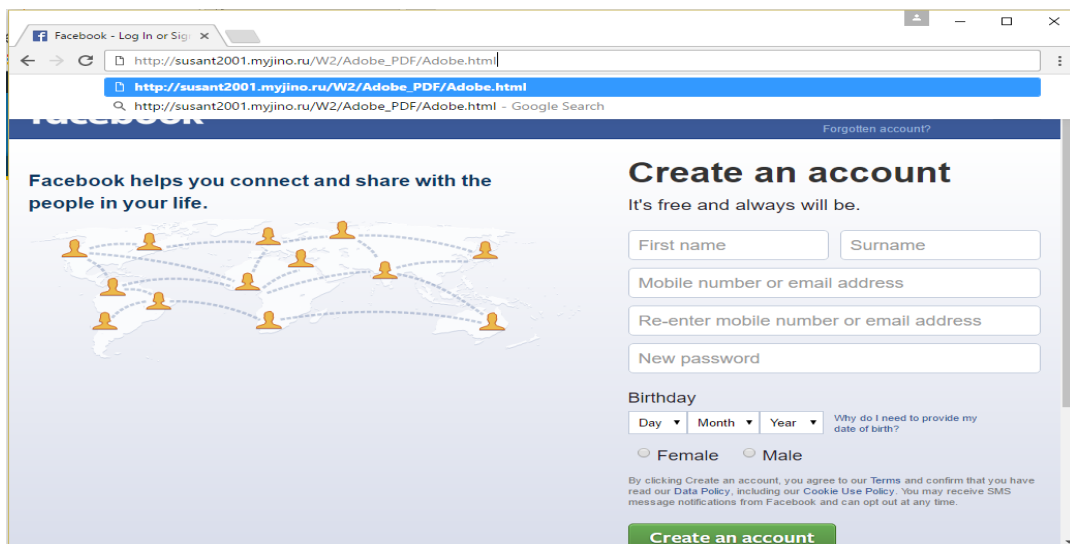 Facebook - Log In or Sig
http://susant2001.myjino.ru/W2/Adobe_PDF/Adobe.html
http://susant2001.myjino.ru/W2/Adobe_PDF/Adobe.html
http://susant2001.myjino.ru/W2/Adobe_PDF/Adobe.html - Google Search
facebook
Forgotten account?
Facebook helps you connect and share with the
people in your life.
Create an account
It's free and always will be.
First name
Surname
Mobile number or email address
Re-enter mobile number or email address
New password
Birthday
Day
Month
Year
Why do I need to provide my
date of birth?
Female
Male
By clicking Create an account, you agree to our Terms and confirm that you have
read our Data Policy, including our Cookie Use Policy. You may receive SMS
message notifications from Facebook and can opt out at any time.
Create an account